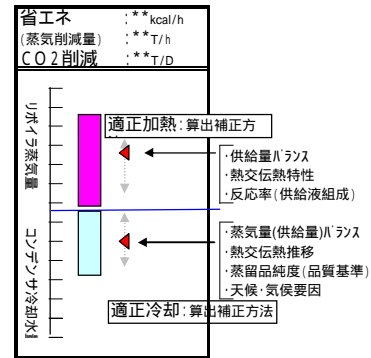 省エネ :**kcal/h
(蒸気削減量) :**T/h
CO2削減 :**T/D
リボイラ蒸気量
適正加熱:算出補正方
・供給量バランス
・熱交伝熱特性
・反応率(供給液組成)
コンデンサ冷却水
・蒸気量(供給量)バランス
・熱交伝熱推移
・蒸留品純度(品質基準)
・天候・気侯要因
適正冷却:算出補正方法